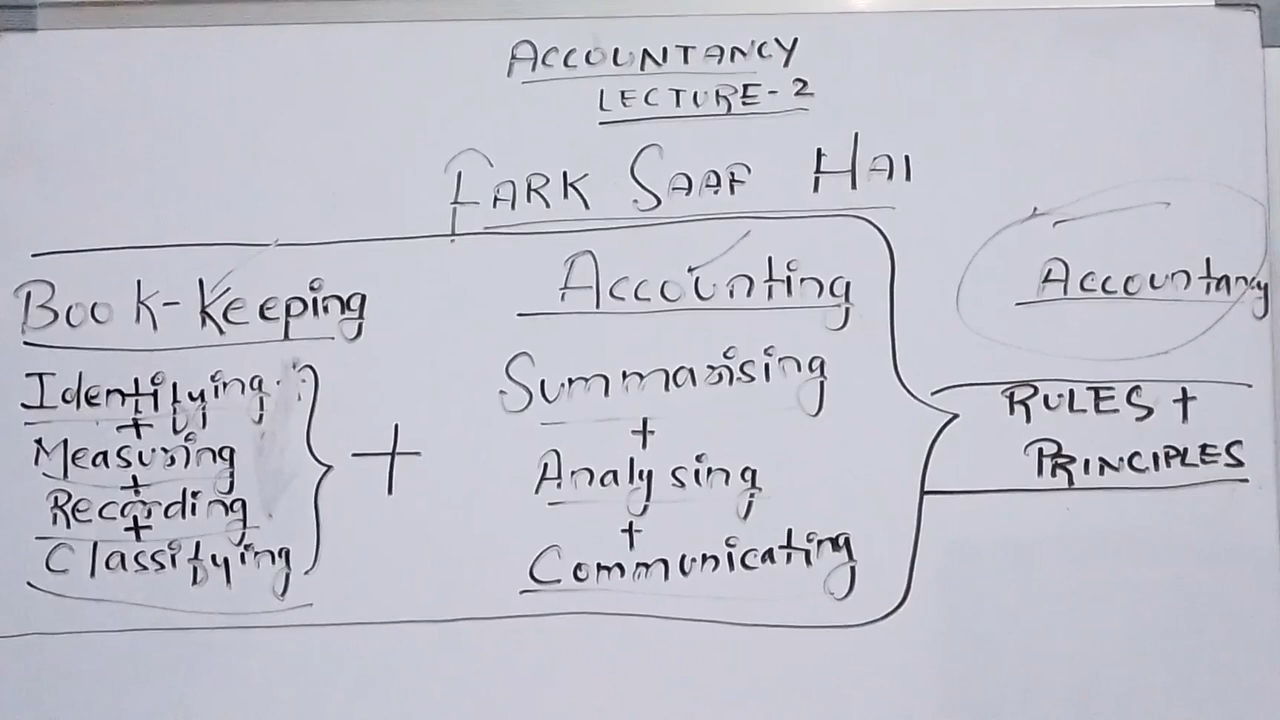 ACCOUNTANCY
LECTURE-2
FARK SAAF HAI
Book-Keeping
Identifying
+
Measuring
+
Recording
+
Classifying
+
Accounting
Summarising
+
Analysing
+
Communicating
Accountancy
RULES +
PRINCIPLES